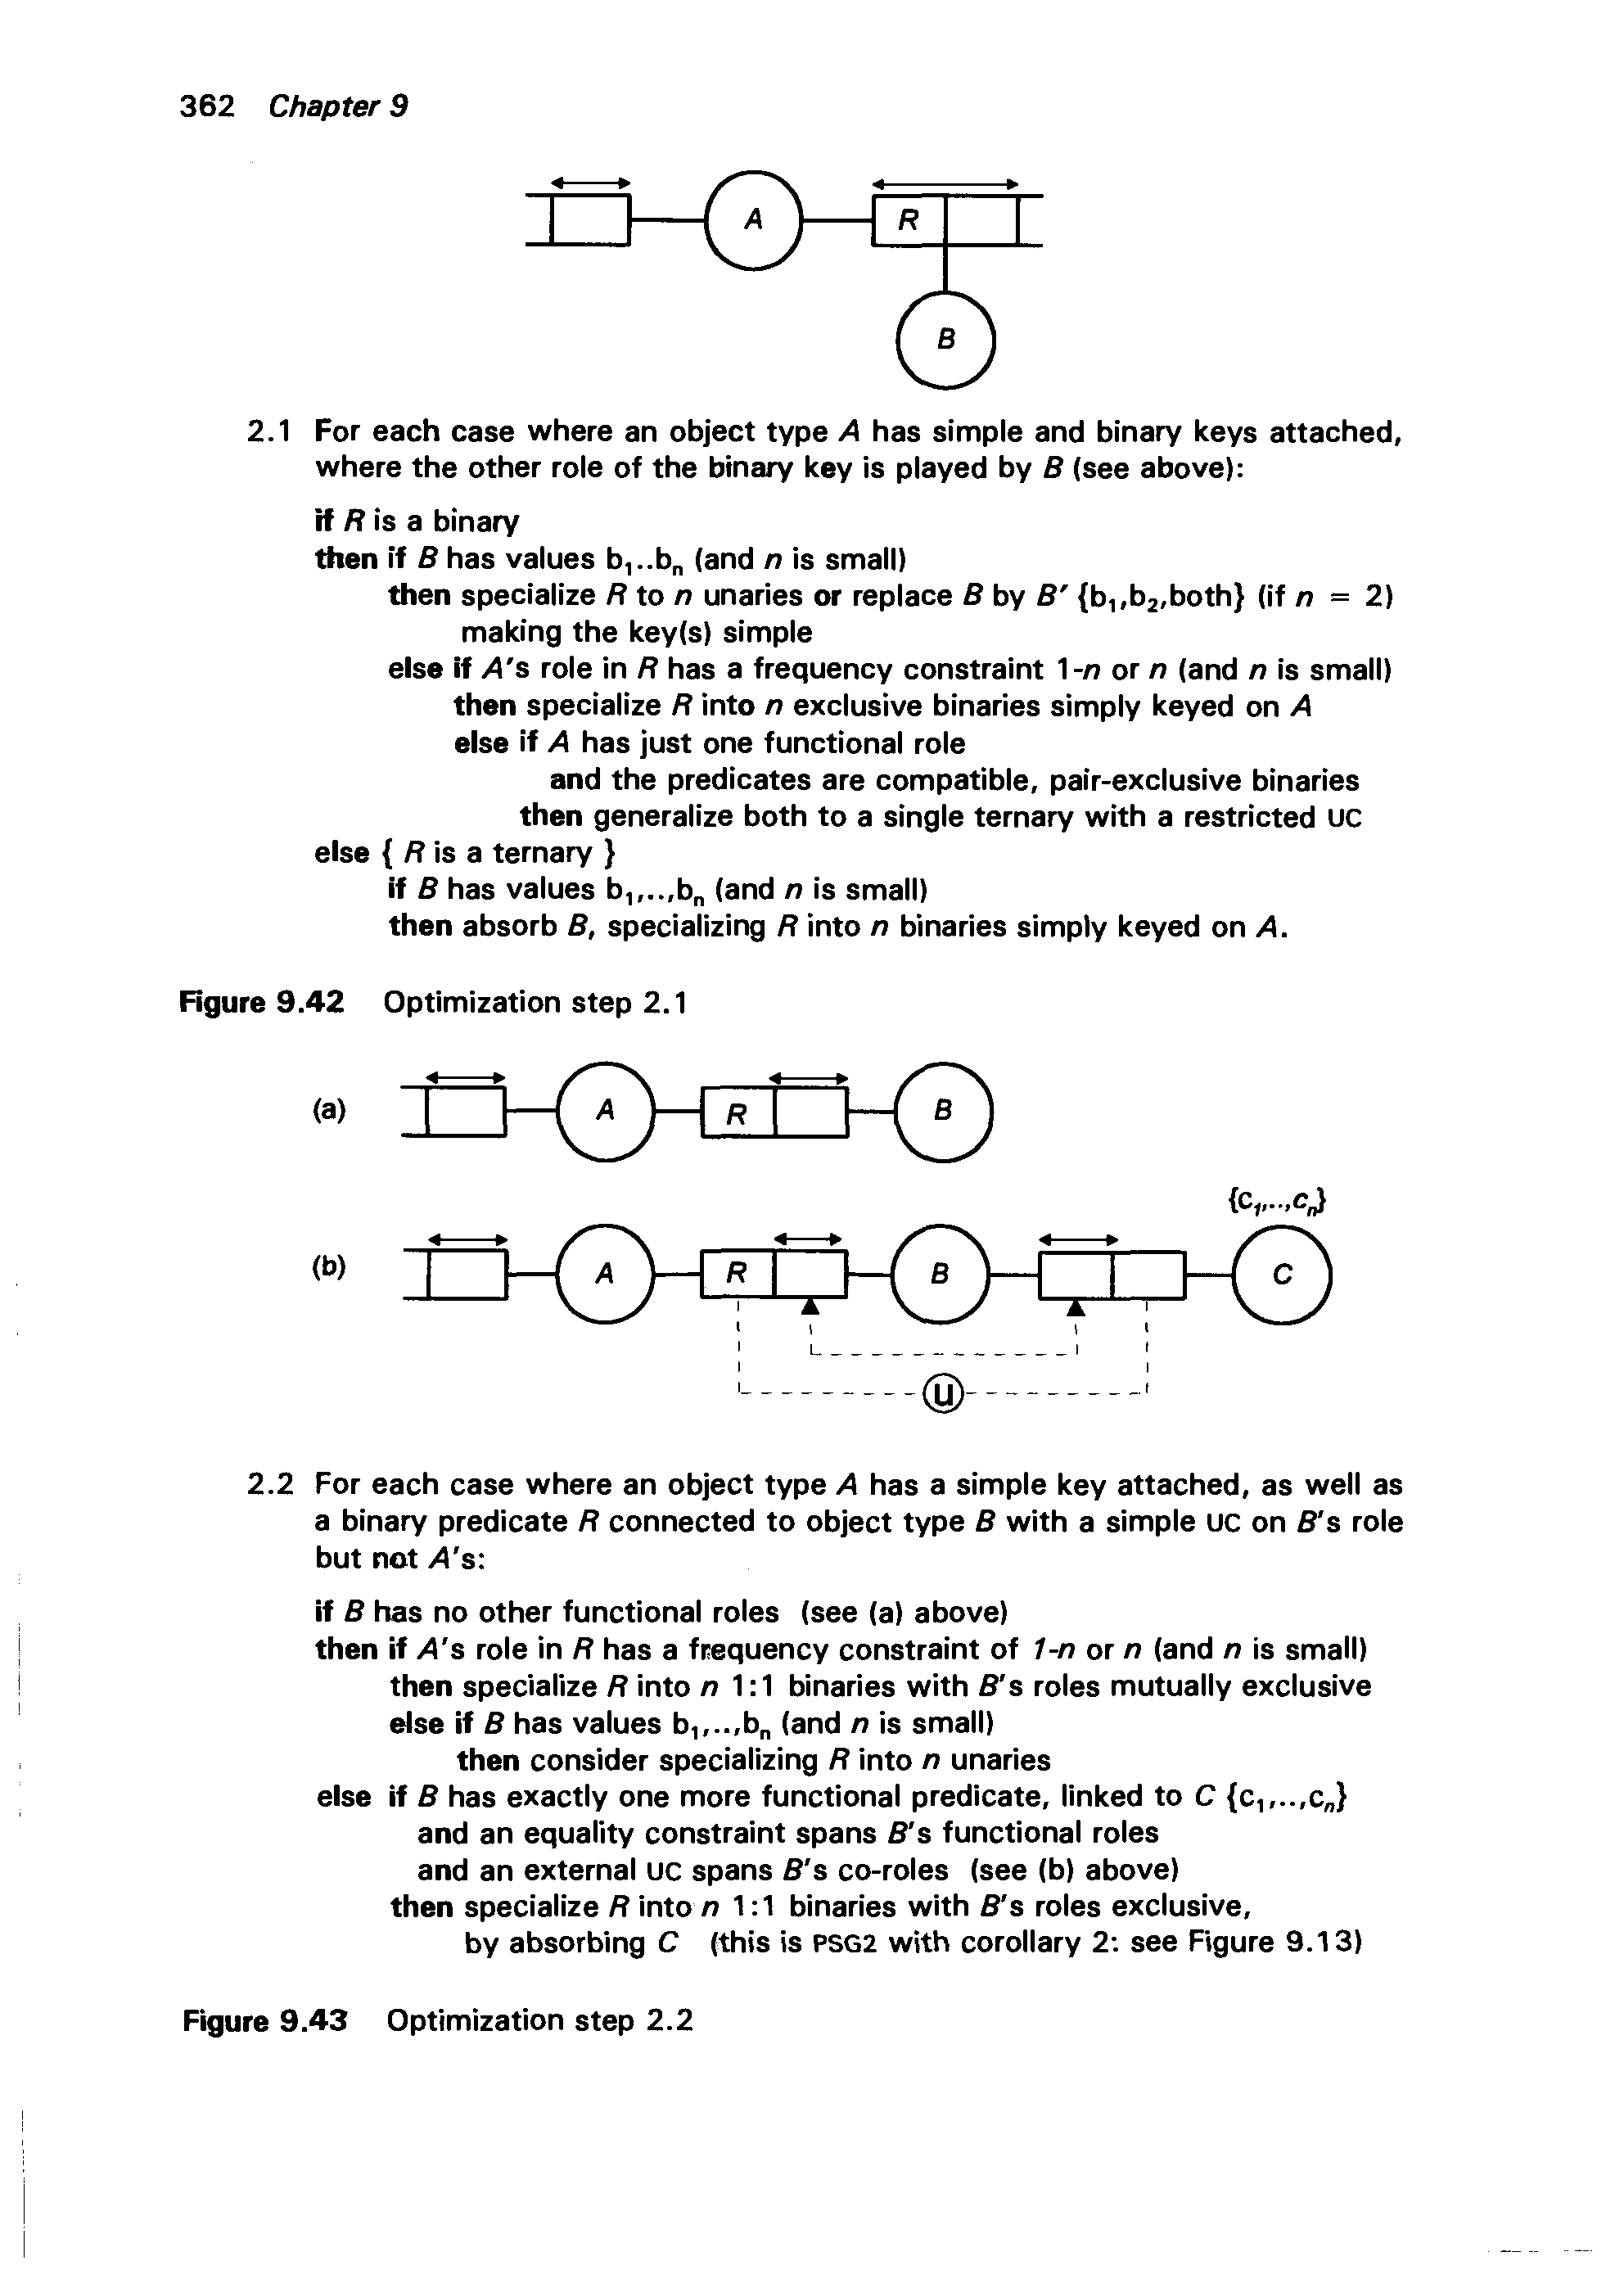 362 Chapter 9
A
R
B
2.1 For each case where an object type A has simple and binary keys attached,
where the other role of the binary key is played by B (see above):
if R is a binary
then if B has values b₁..bₙ (and n is small)
then specialize R to n unaries or replace B by B' {b₁,b₂,both} (if n = 2)
making the key(s) simple
else if A's role in R has a frequency constraint 1-n or n (and n is small)
then specialize R into n exclusive binaries simply keyed on A
else if A has just one functional role
and the predicates are compatible, pair-exclusive binaries
then generalize both to a single ternary with a restricted UC
else { R is a ternary }
if B has values b₁,..,bₙ (and n is small)
then absorb B, specializing R into n binaries simply keyed on A.
Figure 9.42 Optimization step 2.1
(a) A R B
{c₁,..,cₙ}
(b) A R B C
U
2.2 For each case where an object type A has a simple key attached, as well as
a binary predicate R connected to object type B with a simple UC on B's role
but not A's:
if B has no other functional roles (see (a) above)
then if A's role in R has a frequency constraint of 1-n or n (and n is small)
then specialize R into n 1:1 binaries with B's roles mutually exclusive
else if B has values b₁,..,bₙ (and n is small)
then consider specializing R into n unaries
else if B has exactly one more functional predicate, linked to C {c₁,..,cₙ}
and an equality constraint spans B's functional roles
and an external UC spans B's co-roles (see (b) above)
then specialize R into n 1:1 binaries with B's roles exclusive,
by absorbing C (this is PSG2 with corollary 2: see Figure 9.13)
Figure 9.43 Optimization step 2.2